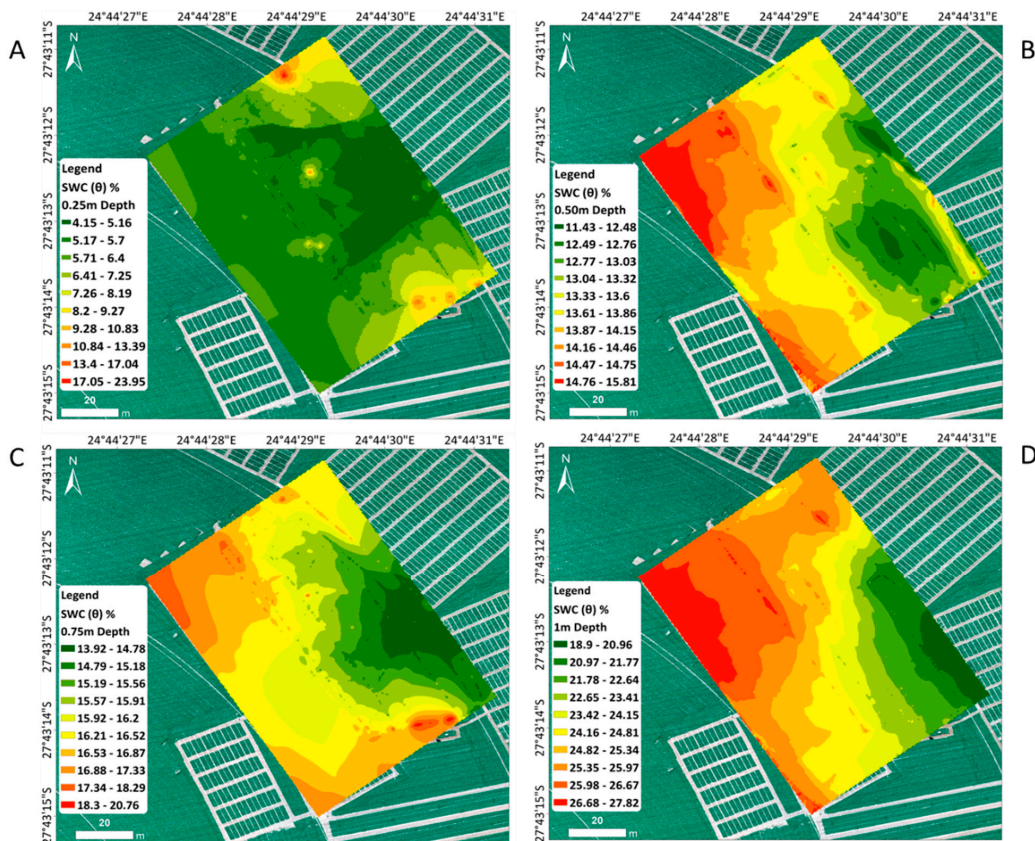 A
24°44'27"E 24°44'28"E 24°44'29"E 24°44'30"E 24°44'31"E
27°43'11"S
27°43'12"S
27°43'13"S
27°43'14"S
27°43'15"S
N
Legend
SWC (θ) %
0.25m Depth
4.15 - 5.16
5.17 - 5.7
5.71 - 6.4
6.41 - 7.25
7.26 - 8.19
8.2 - 9.27
9.28 - 10.83
10.84 - 13.39
13.4 - 17.04
17.05 - 23.95
20
m
B
24°44'27"E 24°44'28"E 24°44'29"E 24°44'30"E 24°44'31"E
27°43'11"S
27°43'12"S
27°43'13"S
27°43'14"S
27°43'15"S
N
Legend
SWC (θ) %
0.50m Depth
11.43 - 12.48
12.49 - 12.76
12.77 - 13.03
13.04 - 13.32
13.33 - 13.6
13.61 - 13.86
13.87 - 14.15
14.16 - 14.46
14.47 - 14.75
14.76 - 15.81
20
m
C
24°44'27"E 24°44'28"E 24°44'29"E 24°44'30"E 24°44'31"E
27°43'11"S
27°43'12"S
27°43'13"S
27°43'14"S
27°43'15"S
N
Legend
SWC (θ) %
0.75m Depth
13.92 - 14.78
14.79 - 15.18
15.19 - 15.56
15.57 - 15.91
15.92 - 16.2
16.21 - 16.52
16.53 - 16.87
16.88 - 17.33
17.34 - 18.29
18.3 - 20.76
20
m
D
24°44'27"E 24°44'28"E 24°44'29"E 24°44'30"E 24°44'31"E
27°43'11"S
27°43'12"S
27°43'13"S
27°43'14"S
27°43'15"S
N
Legend
SWC (θ) %
1m Depth
18.9 - 20.96
20.97 - 21.77
21.78 - 22.64
22.65 - 23.41
23.42 - 24.15
24.16 - 24.81
24.82 - 25.34
25.35 - 25.97
25.98 - 26.67
26.68 - 27.82
20
m